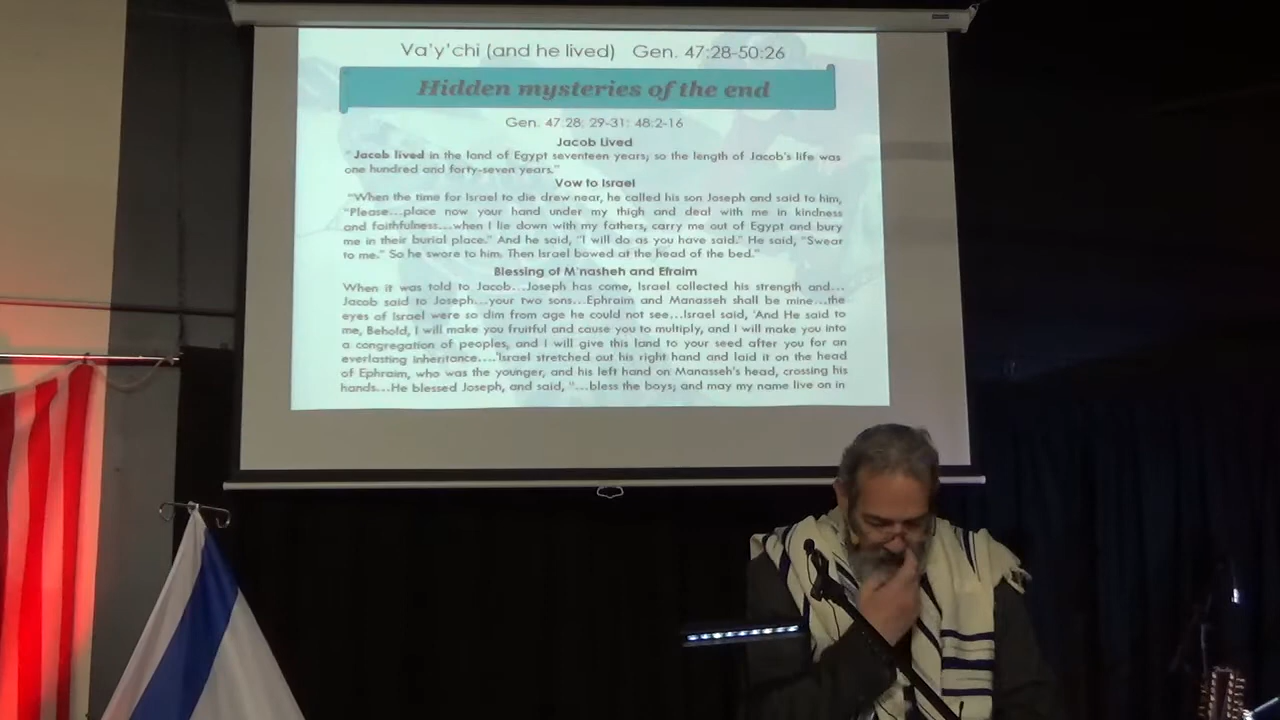 Va'y'chi (and he lived) Gen. 47:28-50:26
Hidden mysteries of the end
Gen. 47:28; 29-31; 48:2-16
Jacob Lived
"Jacob lived in the land of Egypt seventeen years; so the length of Jacob's life was
one hundred and forty-seven years."
Vow to Israel
"When the time for Israel to die drew near, he called his son Joseph and said to him,
"Please...place now your hand under my thigh and deal with me in kindness
and faithfulness...when I lie down with my fathers, carry me out of Egypt and bury
me in their burial place." And he said, "I will do as you have said." He said, "Swear
to me." So he swore to him. Then Israel bowed at the head of the bed."
Blessing of M'nasheh and Efraim
When it was told to Jacob...Joseph has come, Israel collected his strength and...
Jacob said to Joseph...your two sons...Ephraim and Manasseh shall be mine...the
eyes of Israel were so dim from age he could not see...Israel said, 'And He said to
me, Behold, I will make you fruitful and cause you to multiply, and I will make you into
a congregation of peoples, and I will give this land to your seed after you for an
everlasting inheritance....'Israel stretched out his right hand and laid it on the head
of Ephraim, who was the younger, and his left hand on Manasseh's head, crossing his
hands...He blessed Joseph, and said, "...bless the boys; and may my name live on in